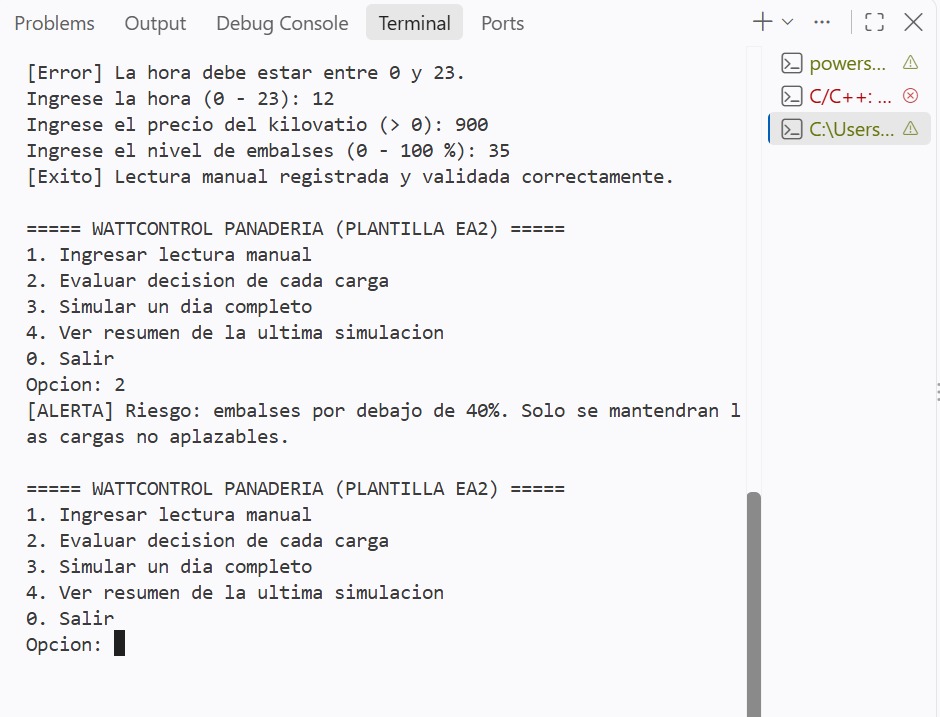 Problems Output Debug Console Terminal Ports
[Error] La hora debe estar entre 0 y 23.
Ingrese la hora (0 - 23): 12
Ingrese el precio del kilovatio (> 0): 900
Ingrese el nivel de embalses (0 - 100 %): 35
[Exito] Lectura manual registrada y validada correctamente.
===== WATTCONTROL PANADERIA (PLANTILLA EA2) =====
1. Ingresar lectura manual
2. Evaluar decision de cada carga
3. Simular un dia completo
4. Ver resumen de la ultima simulacion
0. Salir
Opcion: 2
[ALERTA] Riesgo: embalses por debajo de 40%. Solo se mantendran l
as cargas no aplazables.
===== WATTCONTROL PANADERIA (PLANTILLA EA2) =====
1. Ingresar lectura manual
2. Evaluar decision de cada carga
3. Simular un dia completo
4. Ver resumen de la ultima simulacion
0. Salir
Opcion:
powers...
C/C++: ...
C:\Users...